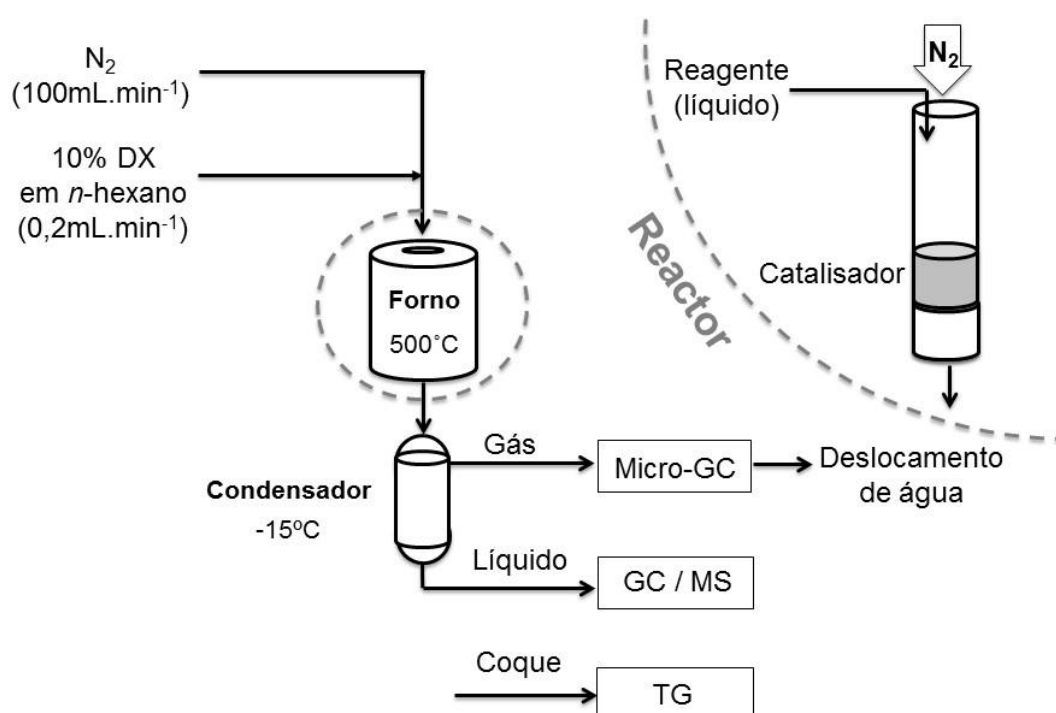 N2
(100mL.min-1)
10% DX
em n-hexano
(0,2mL.min-1)
Forno
500˚C
Condensador
-15ºC
Gás
Micro-GC
Deslocamento
de água
Líquido
GC / MS
Coque
TG
Reactor
Reagente
(líquido)
N2
Catalisador